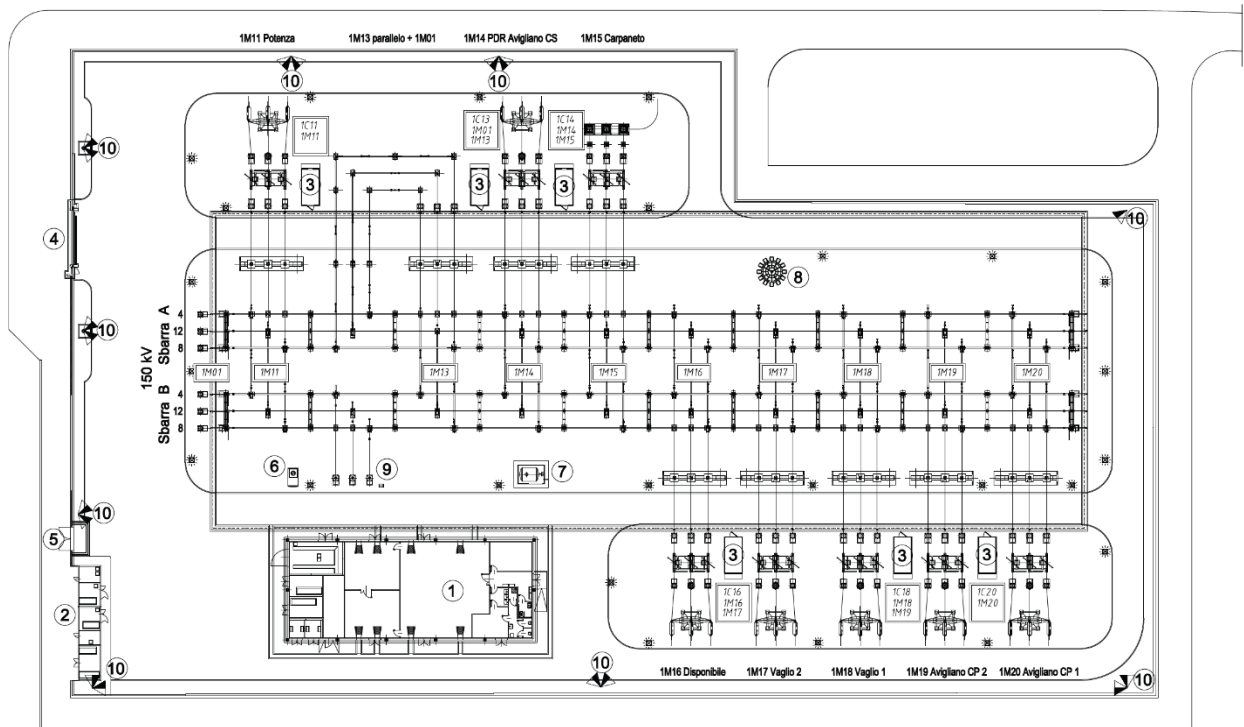 1M11 Potenza
1M13 parallelo + 1M01
1M14 PDR Avigliano CS
1M15 Carpaneto
10
10
1C11
1M11
1C13
1M01
1M13
1C14
1M14
1M15
10
3
3
3
10
4
8
10
150 kV
Sbarra A
4
12
8
1M01
1M11
1M13
1M14
1M15
1M16
1M17
1M18
1M19
1M20
Sbarra B
4
12
8
6
9
7
10
5
3
3
3
1
2
1C16
1M16
1M17
1C18
1M18
1M19
1C20
1M20
10
10
10
1M16 Disponibile
1M17 Vaglio 2
1M18 Vaglio 1
1M19 Avigliano CP 2
1M20 Avigliano CP 1